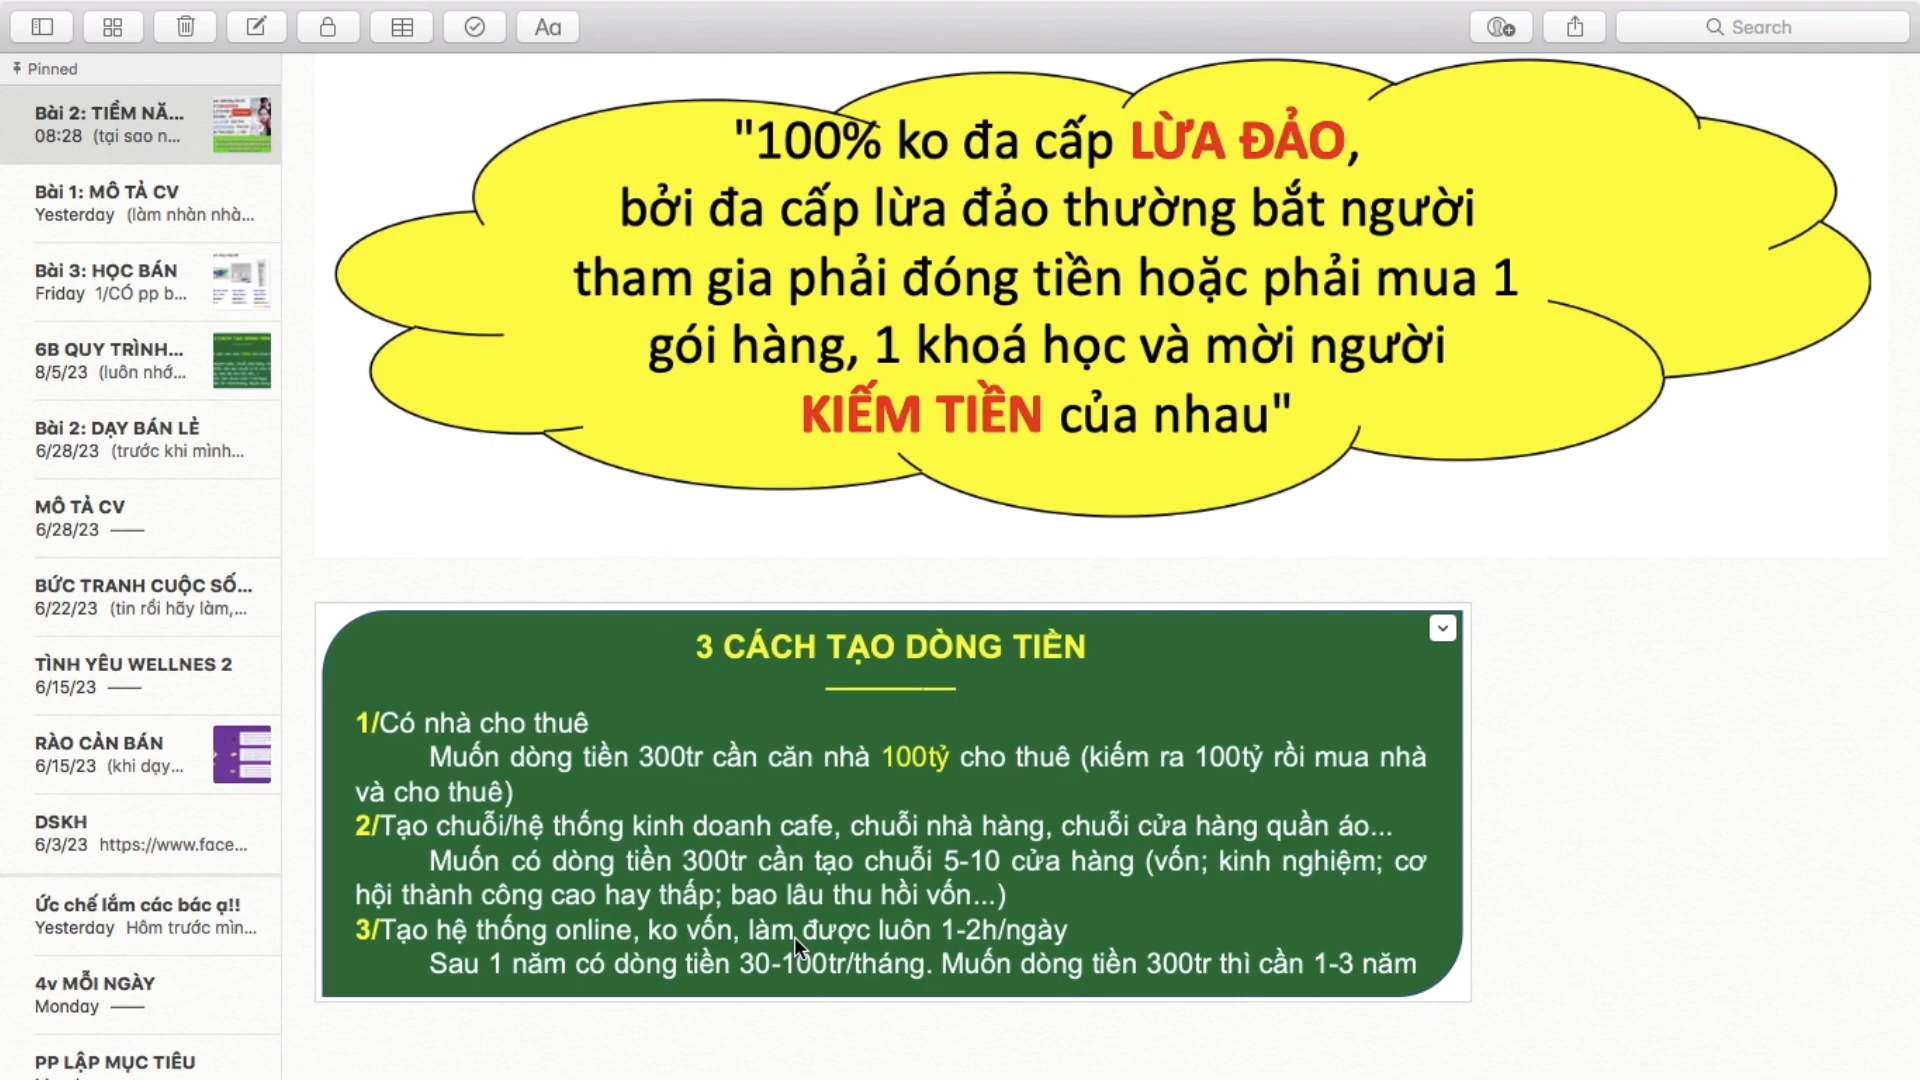 Search
Pinned
Bài 2: TIỀM NĂ...
08:28 (tại sao n...
Bài 1: MÔ TẢ CV
Yesterday (làm nhàn nhà...
Bài 3: HỌC BÁN
Friday 1/CÓ pp b...
6B QUY TRÌNH...
8/5/23 (luôn nhớ...
Bài 2: DẠY BÁN LẺ
6/28/23 (trước khi mình...
MÔ TẢ CV
6/28/23 ——
BỨC TRANH CUỘC SỐ...
6/22/23 (tin rồi hãy làm,...
TÌNH YÊU WELLNES 2
6/15/23 ——
RÀO CẢN BÁN
6/15/23 (khi dạy...
DSKH
6/3/23 https://www.face...
Ức chế lắm các bác ạ!!
Yesterday Hôm trước mìn...
4v MỖI NGÀY
Monday ——
PP LẬP MỤC TIÊU
"100% ko đa cấp LỪA ĐẢO,
bởi đa cấp lừa đảo thường bắt người
tham gia phải đóng tiền hoặc phải mua 1
gói hàng, 1 khoá học và mời người
KIẾM TIỀN của nhau"
3 CÁCH TẠO DÒNG TIỀN
1/Có nhà cho thuê
Muốn dòng tiền 300tr cần căn nhà 100tỷ cho thuê (kiếm ra 100tỷ rồi mua nhà
và cho thuê)
2/Tạo chuỗi/hệ thống kinh doanh cafe, chuỗi nhà hàng, chuỗi cửa hàng quần áo...
Muốn có dòng tiền 300tr cần tạo chuỗi 5-10 cửa hàng (vốn; kinh nghiệm; cơ
hội thành công cao hay thấp; bao lâu thu hồi vốn...)
3/Tạo hệ thống online, ko vốn, làm được luôn 1-2h/ngày
Sau 1 năm có dòng tiền 30-100tr/tháng. Muốn dòng tiền 300tr thì cần 1-3 năm